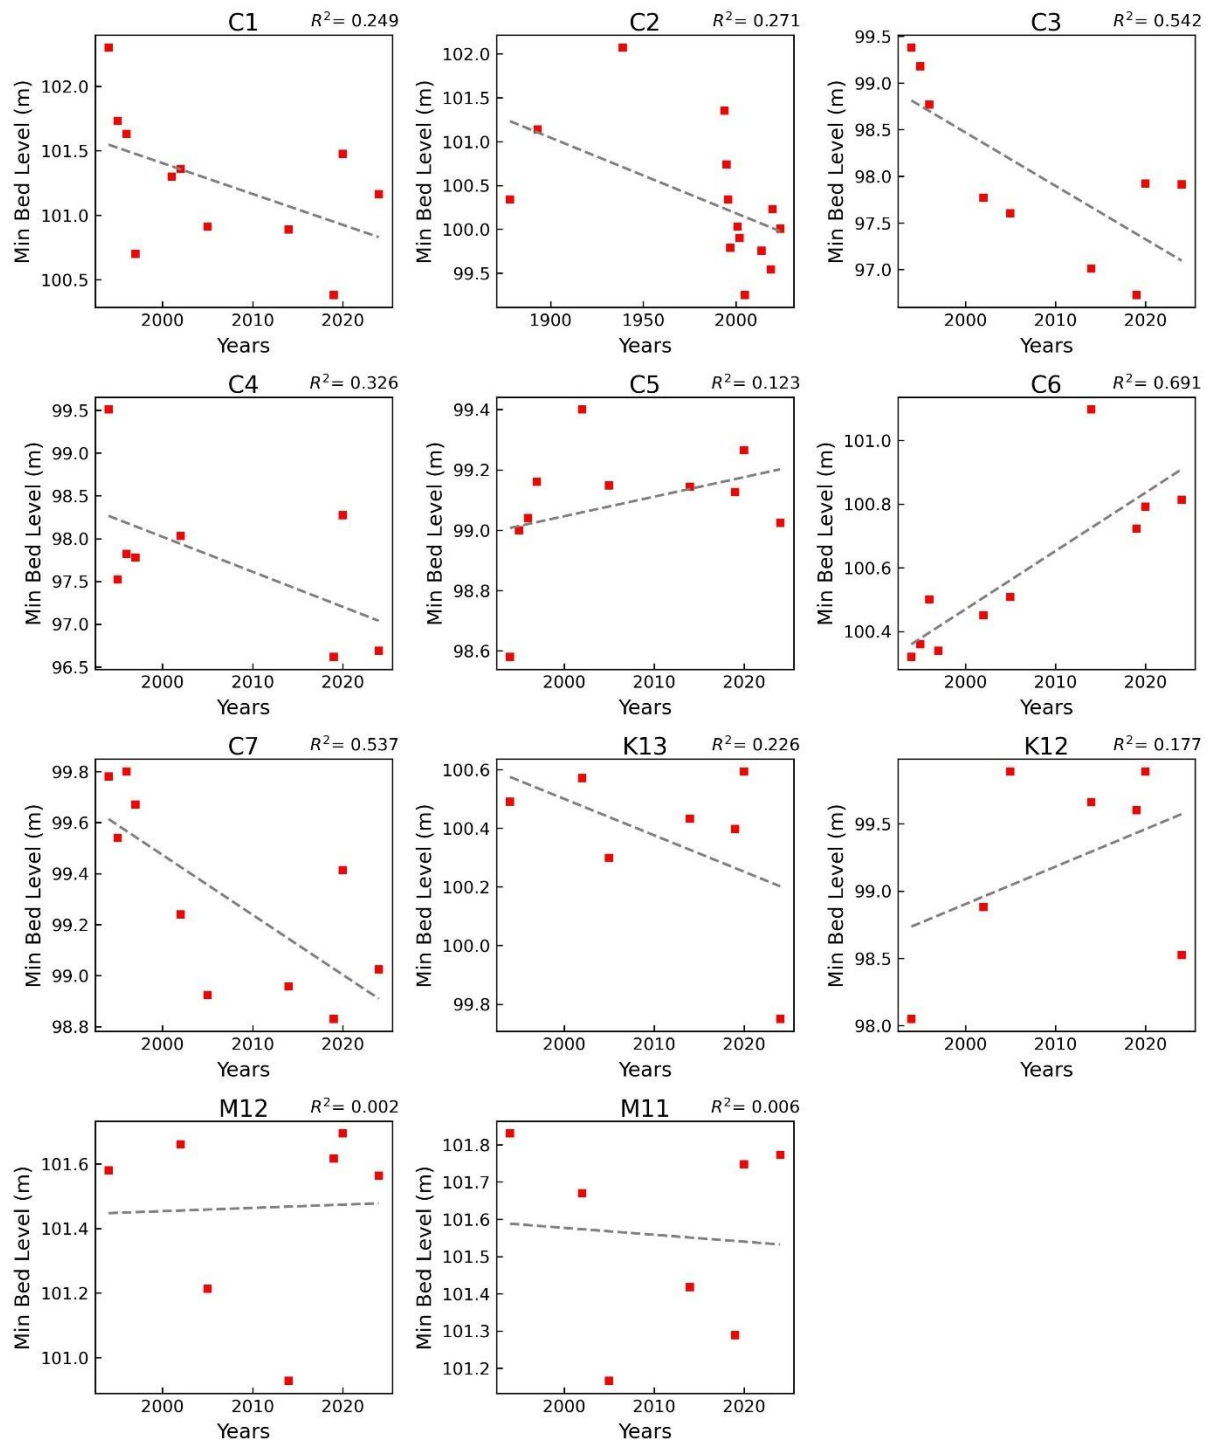 C1 R²= 0.249
Min Bed Level (m)
102.0
101.5
101.0
100.5
2000 2010 2020
Years
C2 R²= 0.271
Min Bed Level (m)
102.0
101.5
101.0
100.5
100.0
99.5
1900 1950 2000
Years
C3 R²= 0.542
Min Bed Level (m)
99.5
99.0
98.5
98.0
97.5
97.0
2000 2010 2020
Years
C4 R²= 0.326
Min Bed Level (m)
99.5
99.0
98.5
98.0
97.5
97.0
96.5
2000 2010 2020
Years
C5 R²= 0.123
Min Bed Level (m)
99.4
99.2
99.0
98.8
98.6
2000 2010 2020
Years
C6 R²= 0.691
Min Bed Level (m)
101.0
100.8
100.6
100.4
2000 2010 2020
Years
C7 R²= 0.537
Min Bed Level (m)
99.8
99.6
99.4
99.2
99.0
98.8
2000 2010 2020
Years
K13 R²= 0.226
Min Bed Level (m)
100.6
100.4
100.2
100.0
99.8
2000 2010 2020
Years
K12 R²= 0.177
Min Bed Level (m)
99.5
99.0
98.5
98.0
2000 2010 2020
Years
M12 R²= 0.002
Min Bed Level (m)
101.6
101.4
101.2
101.0
2000 2010 2020
Years
M11 R²= 0.006
Min Bed Level (m)
101.8
101.7
101.6
101.5
101.4
101.3
101.2
2000 2010 2020
Years